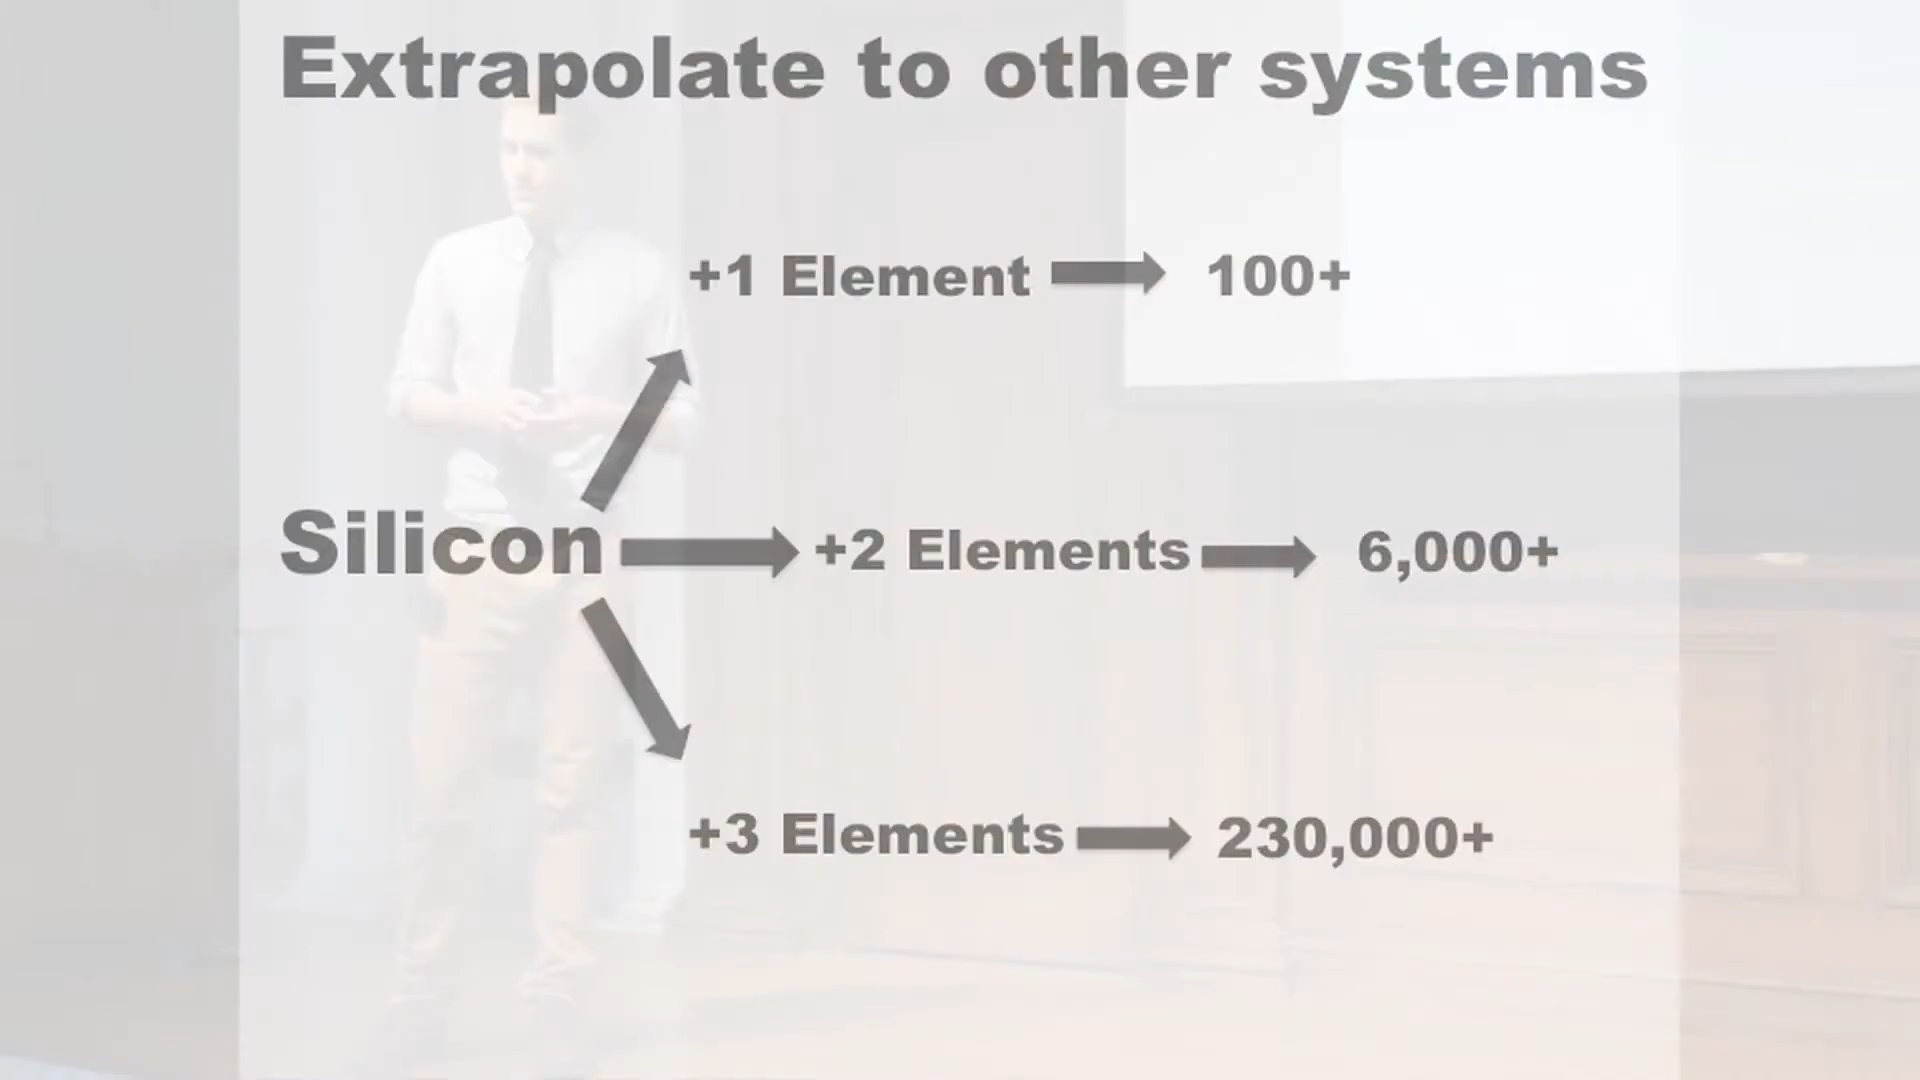 Extrapolate to other systems
+1 Element 100+
Silicon +2 Elements 6,000+
+3 Elements 230,000+